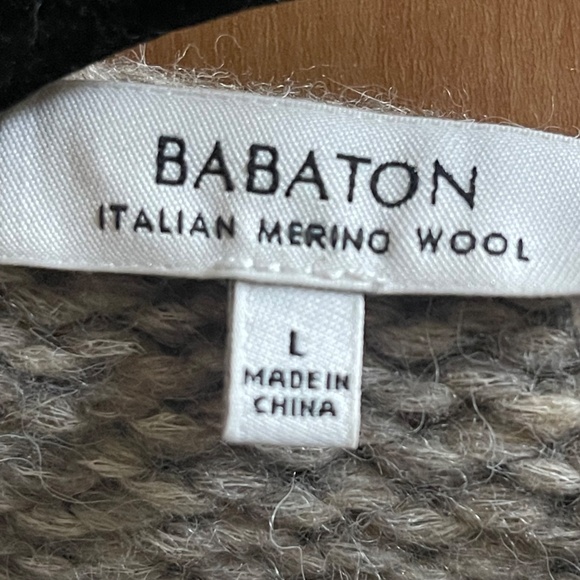 BABATON
ITALIAN MERINO WOOL
L
MADE IN
CHINA